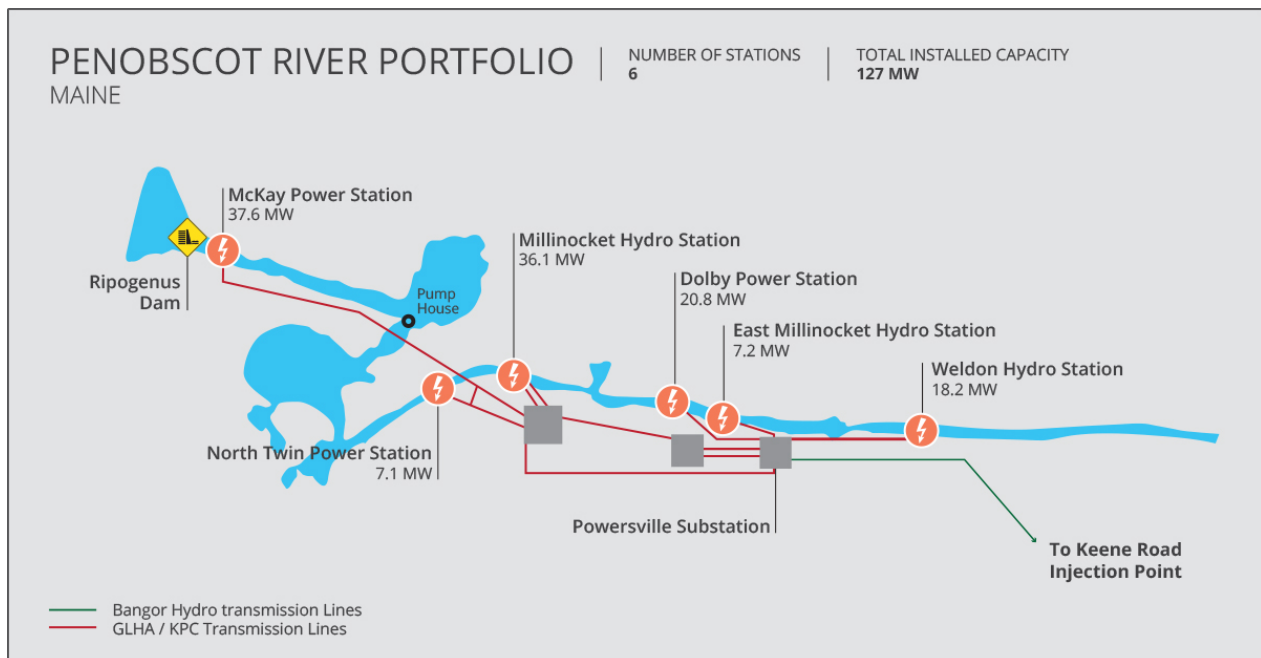 PENOBSCOT RIVER PORTFOLIO
MAINE
NUMBER OF STATIONS
6
TOTAL INSTALLED CAPACITY
127 MW
McKay Power Station
37.6 MW
Ripogenus
Dam
Pump
House
Millinocket Hydro Station
36.1 MW
Dolby Power Station
20.8 MW
East Millinocket Hydro Station
7.2 MW
Weldon Hydro Station
18.2 MW
North Twin Power Station
7.1 MW
Powersville Substation
To Keene Road
Injection Point
Bangor Hydro transmission Lines
GLHA / KPC Transmission Lines